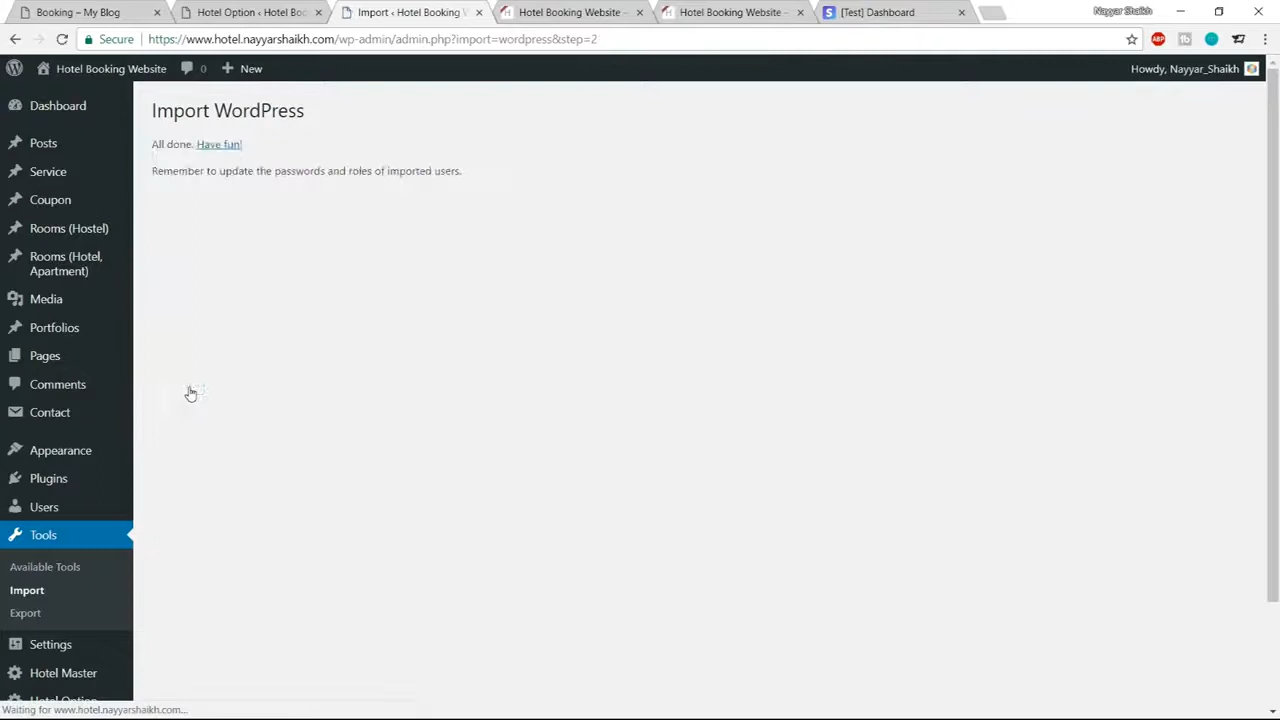 Booking – My Blog
Hotel Option ‹ Hotel Boo
Import ‹ Hotel Booking W
Hotel Booking Website –
Hotel Booking Website –
[Test] Dashboard
Nayyar Shaikh
Secure
https://www.hotel.nayyarshaikh.com/wp-admin/admin.php?import=wordpress&step=2
ABP
Hotel Booking Website
0
New
Howdy, Nayyar_Shaikh
Dashboard
Posts
Service
Coupon
Rooms (Hostel)
Rooms (Hotel,
Apartment)
Media
Portfolios
Pages
Comments
Contact
Appearance
Plugins
Users
Tools
Available Tools
Import
Export
Settings
Hotel Master
Hotel Option
Import WordPress
All done. Have fun!
Remember to update the passwords and roles of imported users.
Waiting for www.hotel.nayyarshaikh.com...